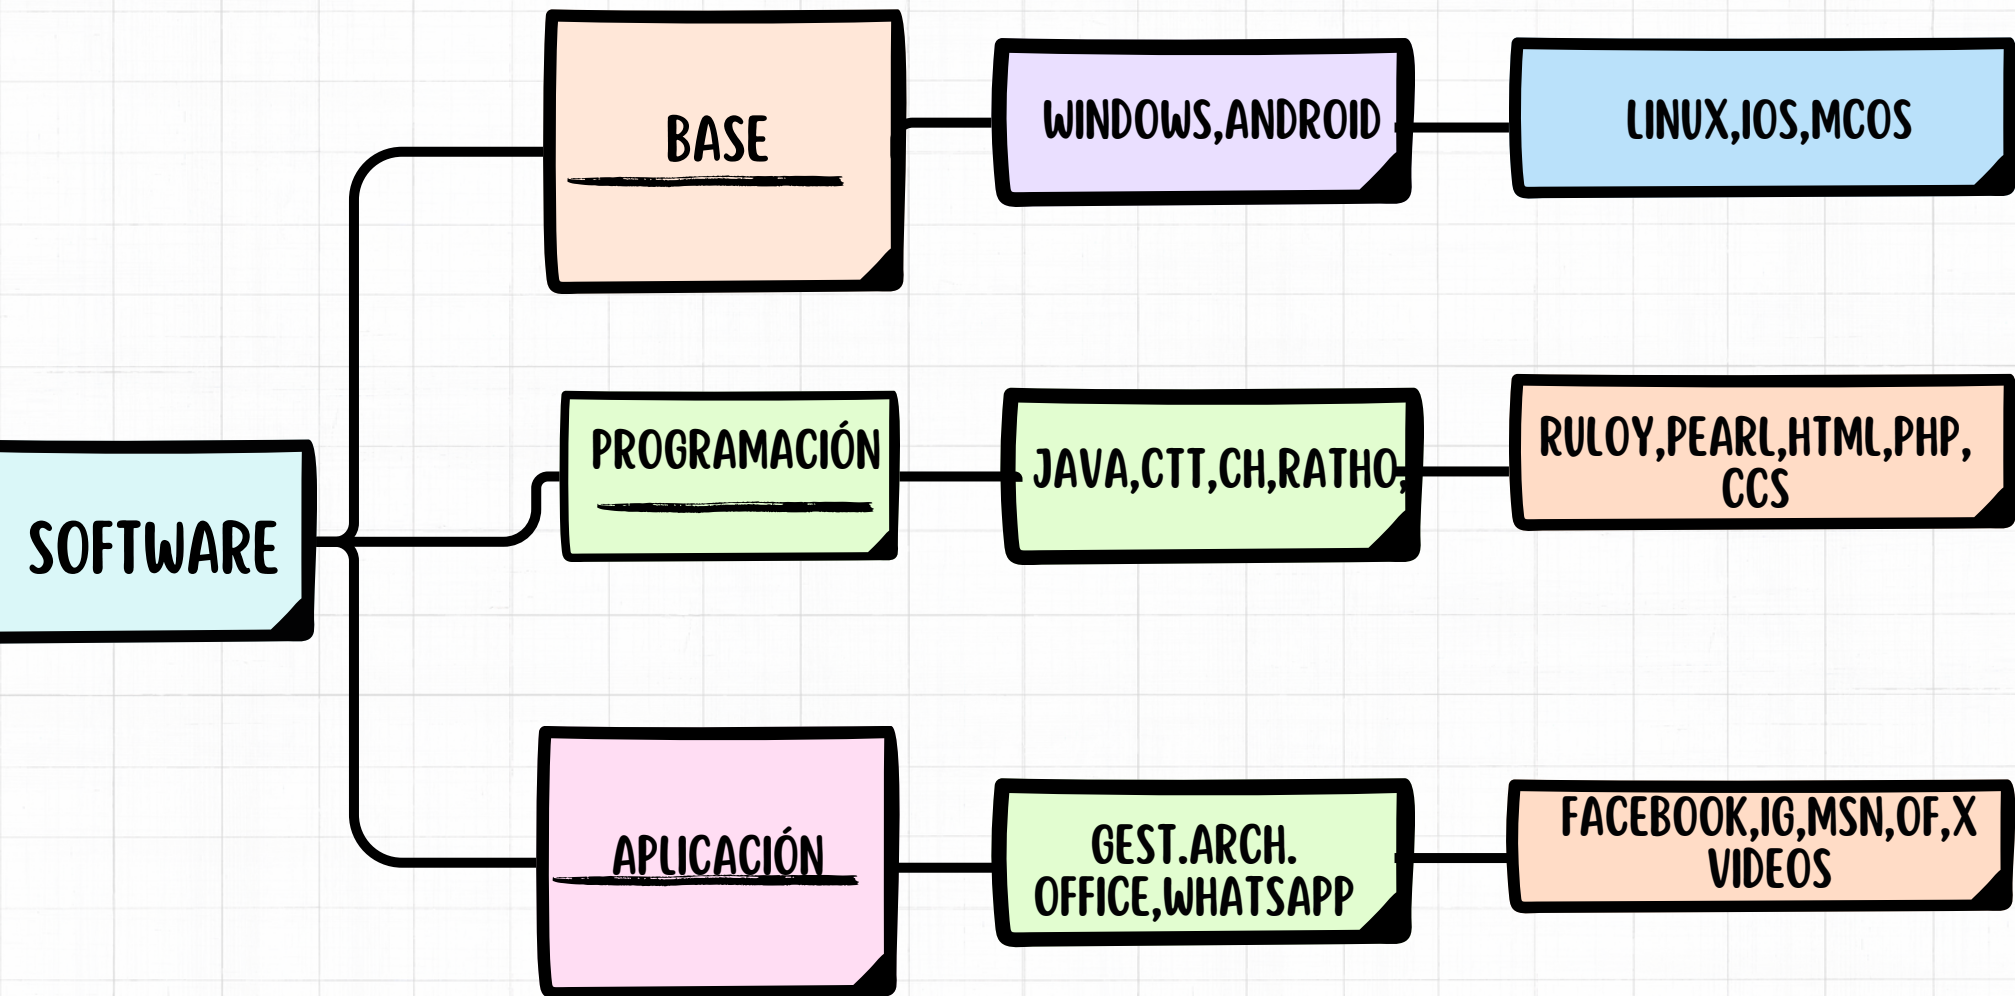 BASE
WINDOWS,ANDROID
LINUX,IOS,MCOS
PROGRAMACIÓN
JAVA,CTT,CH,RATHO,
RULOY,PEARL,HTML,PHP,
CCS
SOFTWARE
APLICACIÓN
GEST.ARCH.
OFFICE,WHATSAPP
FACEBOOK,IG,MSN,OF,X
VIDEOS